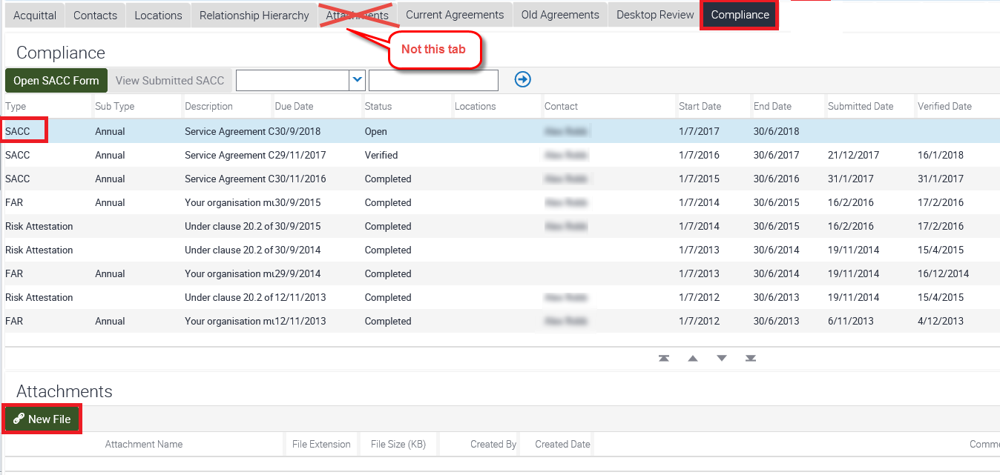 Acquittal Contacts Locations Relationship Hierarchy Attachments Current Agreements Old Agreements Desktop Review Compliance
Not this tab
Compliance
Open SACC Form View Submitted SACC
Type Sub Type Description Due Date Status Locations Contact Start Date End Date Submitted Date Verified Date
SACC Annual Service Agreement C 30/9/2018 Open 1/7/2017 30/6/2018
SACC Annual Service Agreement C 29/11/2017 Verified 1/7/2016 30/6/2017 21/12/2017 16/1/2018
SACC Annual Service Agreement C 30/11/2016 Completed 1/7/2015 30/6/2016 31/1/2017 31/1/2017
FAR Annual Your organisation mu 30/9/2015 Completed 1/7/2014 30/6/2015 16/2/2016 17/2/2016
Risk Attestation Under clause 20.2 of 30/9/2015 Completed 1/7/2014 30/6/2015 16/2/2016 17/2/2016
Risk Attestation Under clause 20.2 of 30/9/2014 Completed 1/7/2013 30/6/2014 19/11/2014 15/4/2015
FAR Annual Your organisation mu 29/9/2014 Completed 1/7/2013 30/6/2014 19/11/2014 16/12/2014
Risk Attestation Under clause 20.2 of 12/11/2013 Completed 1/7/2012 30/6/2013 19/11/2014 15/4/2015
FAR Annual Your organisation mu 12/11/2013 Completed 1/7/2012 30/6/2013 6/11/2013 4/12/2013
Attachments
New File
Attachment Name File Extension File Size (KB) Created By Created Date Comme